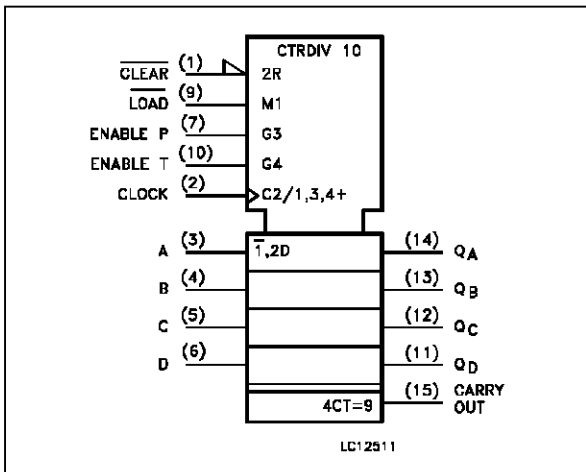 CTRDIV 10
CLEAR (1) 2R
LOAD (9) M1
ENABLE P (7) G3
ENABLE T (10) G4
CLOCK (2) C2/1,3,4+
A (3) 1̅,2D (14) QA
B (4) (13) QB
C (5) (12) QC
D (6) (11) QD
4CT=9 (15) CARRY OUT
LC12511